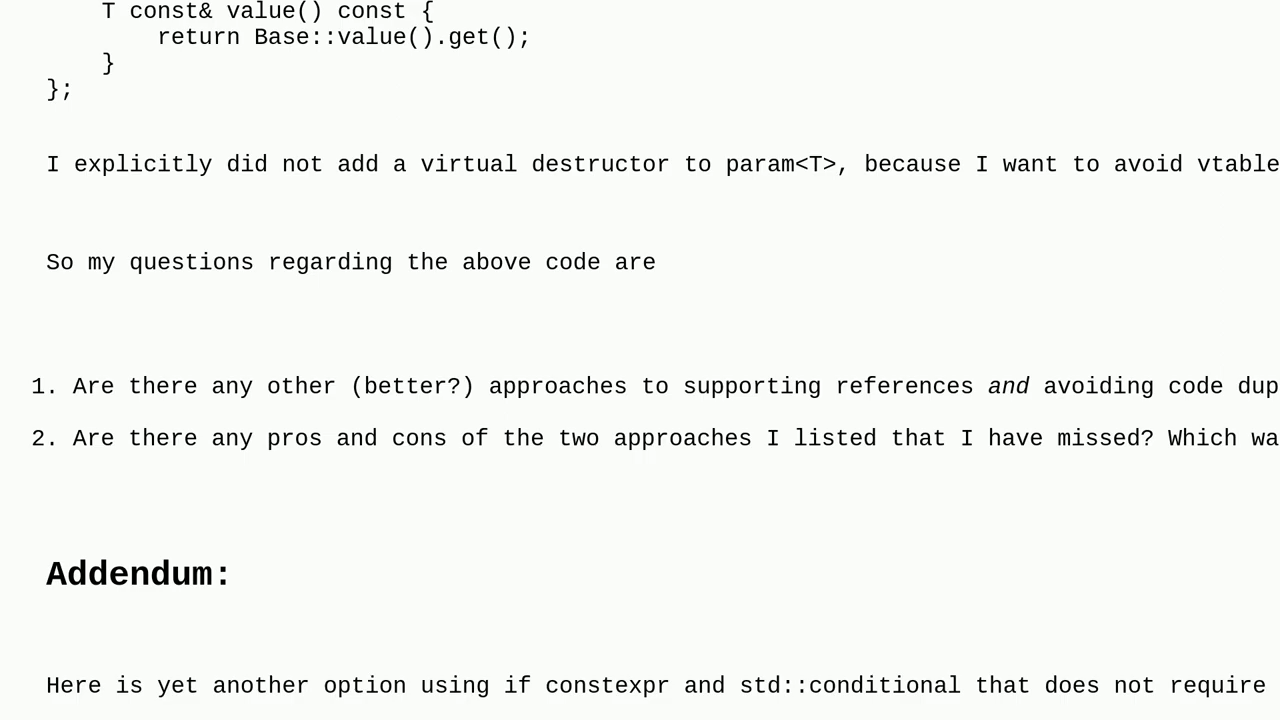 T const& value() const {
return Base::value().get();
}
};
I explicitly did not add a virtual destructor to param<T>, because I want to avoid vtable
So my questions regarding the above code are
1. Are there any other (better?) approaches to supporting references and avoiding code dup
2. Are there any pros and cons of the two approaches I listed that I have missed? Which wa
Addendum:
Here is yet another option using if constexpr and std::conditional that does not require